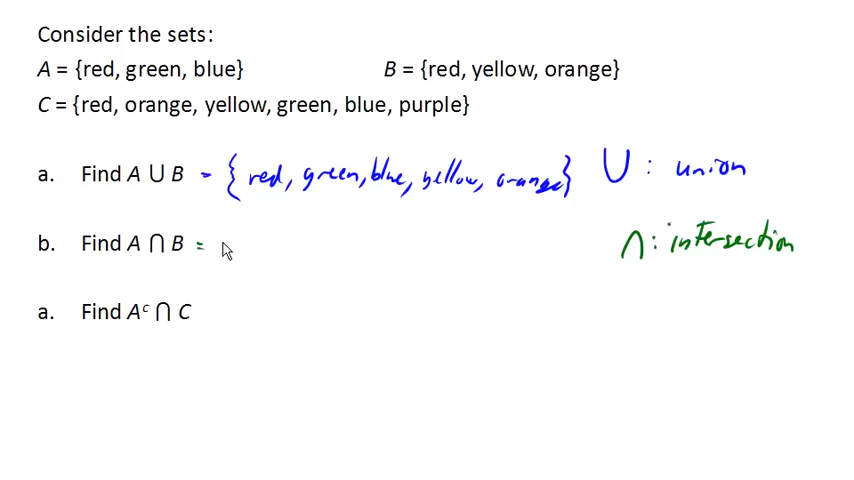 Consider the sets:
A = {red, green, blue} B = {red, yellow, orange}
C = {red, orange, yellow, green, blue, purple}
a. Find A ⋃ B = {red, green, blue, yellow, orange} ∪ : union
b. Find A ⋂ B = ∩ : intersection
a. Find Aᶜ ⋂ C